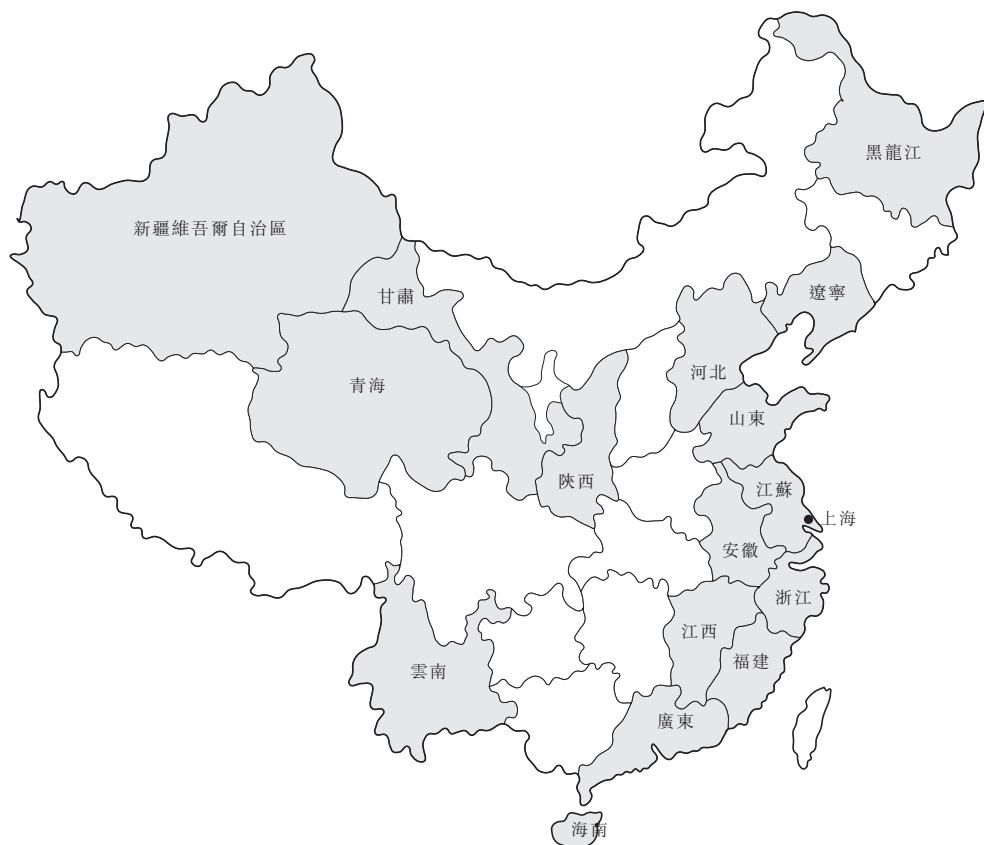 黑龍江
新疆維吾爾自治區
甘肅
遼寧
河北
青海
山東
陝西
江蘇
上海
安徽
浙江
江西
福建
雲南
廣東
海南